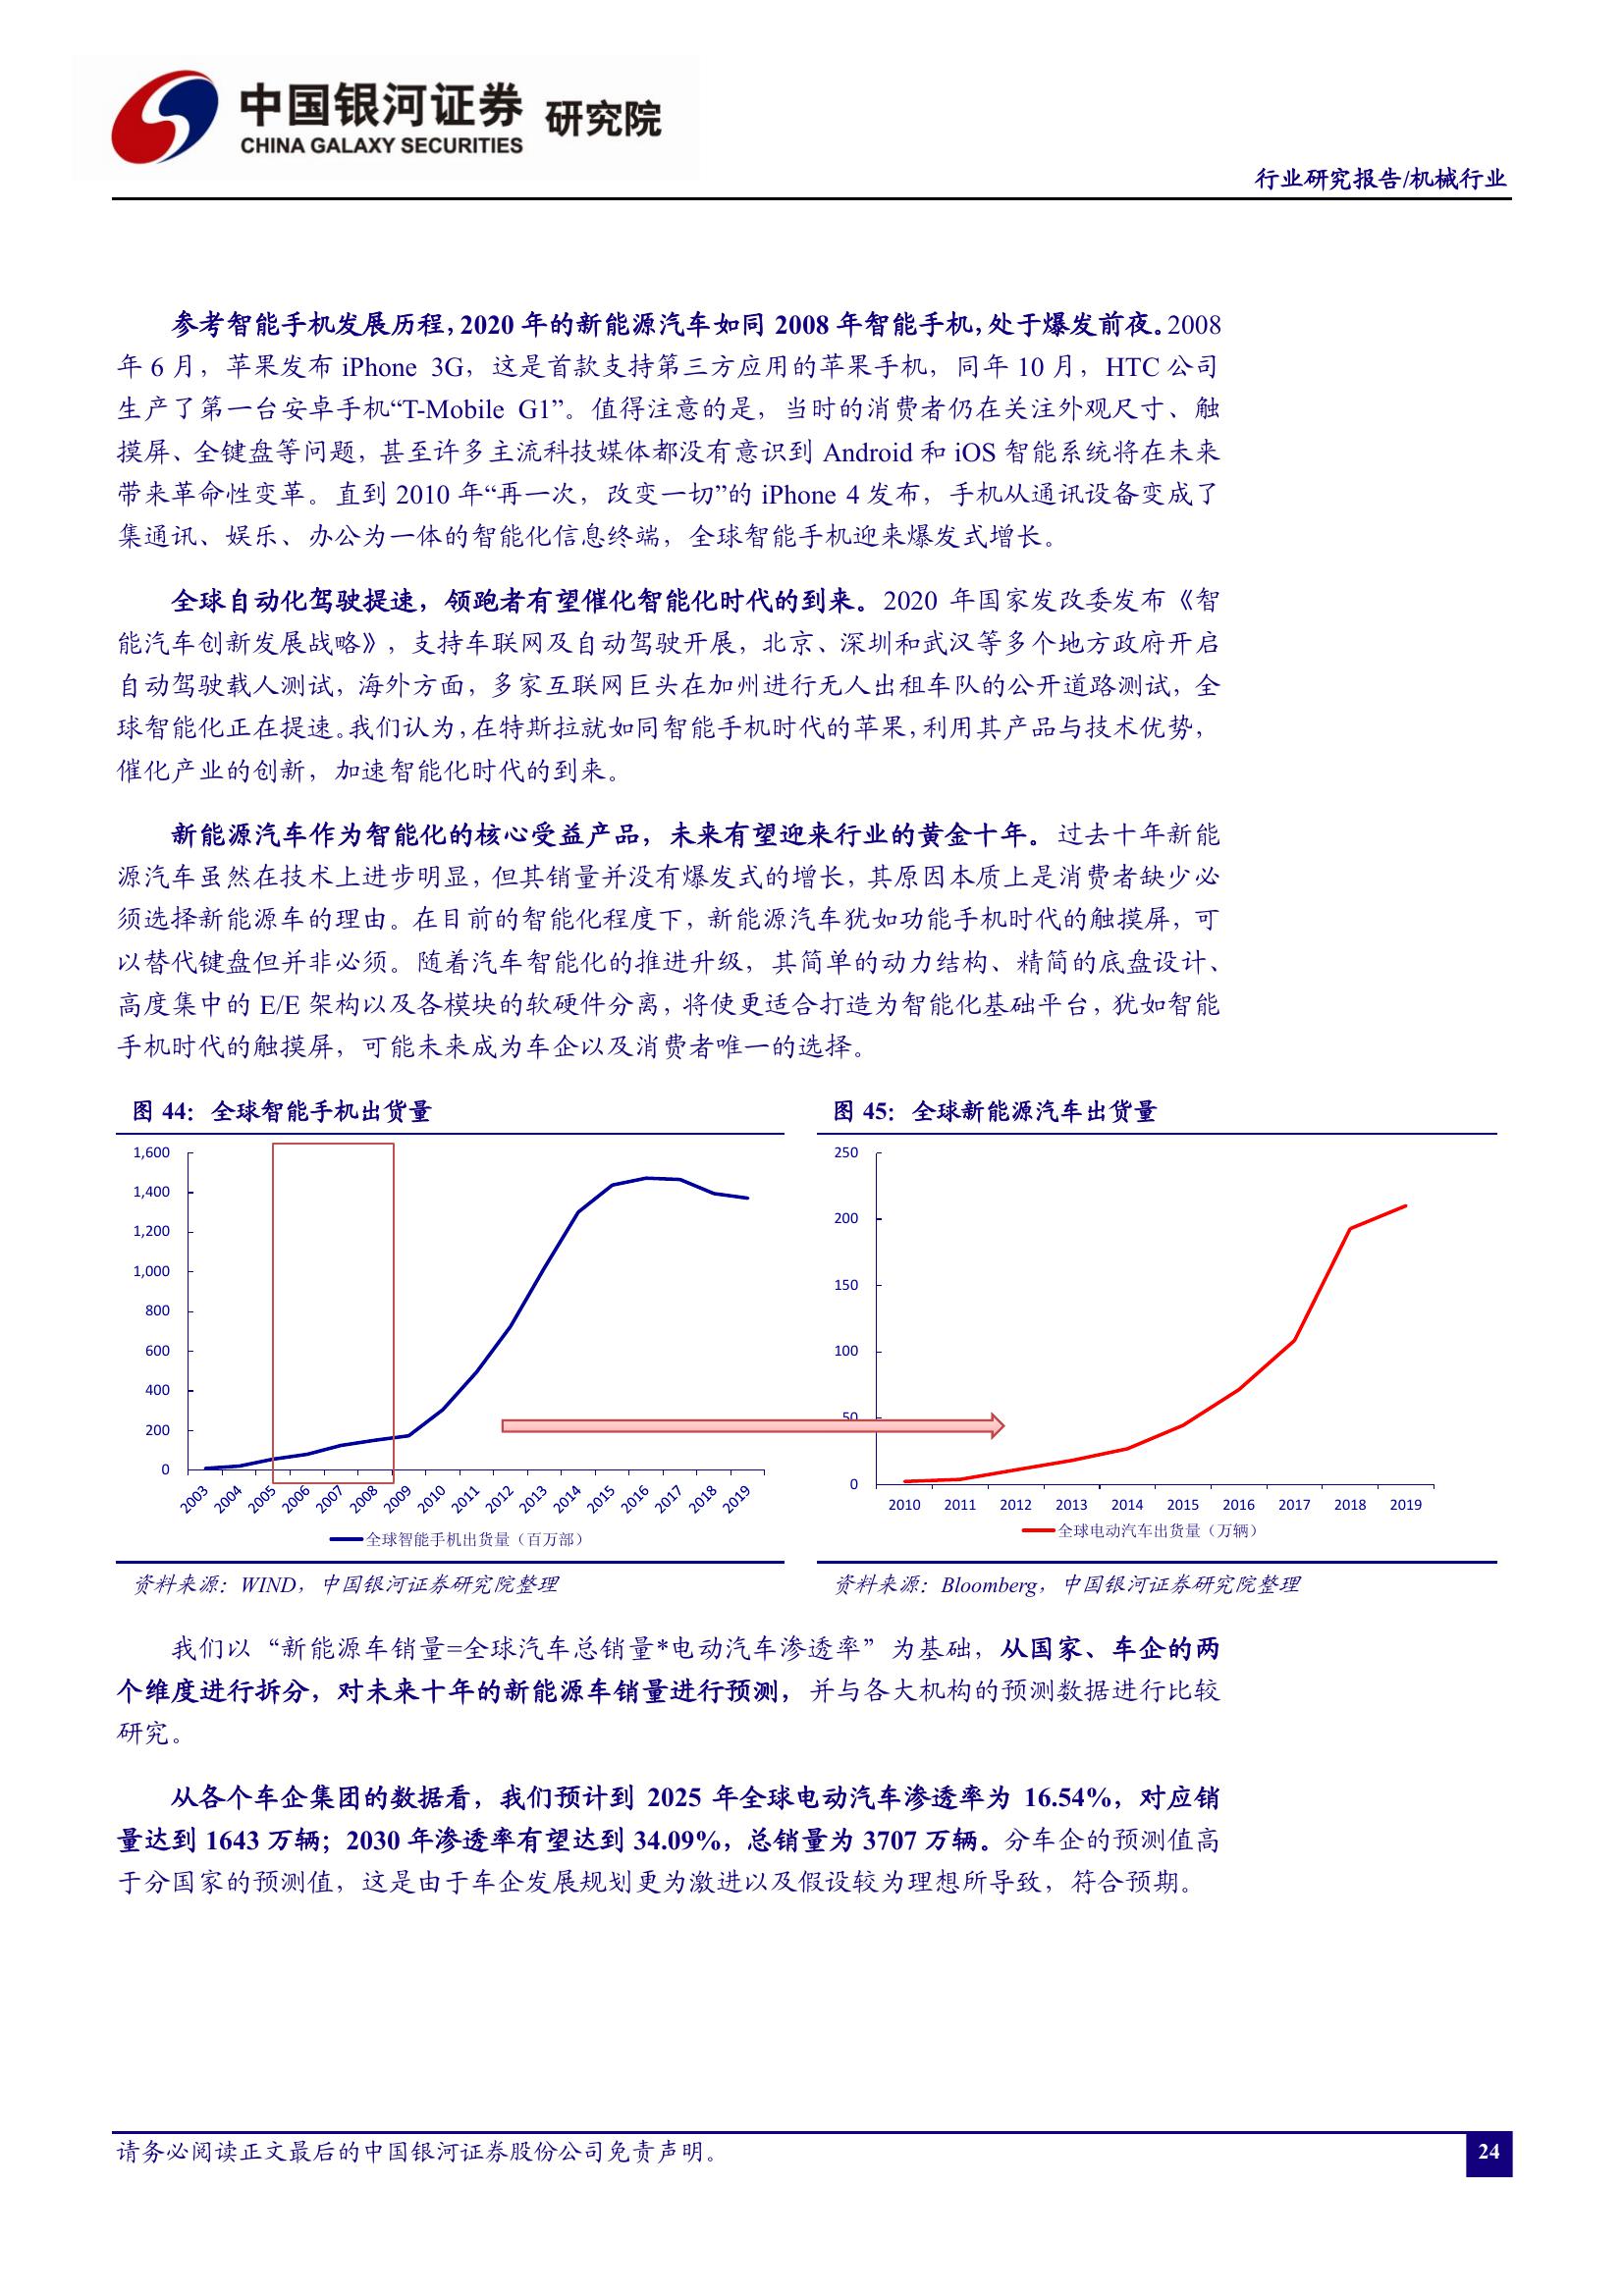 中国银河证券 研究院
CHINA GALAXY SECURITIES
行业研究报告/机械行业
参考智能手机发展历程，2020 年的新能源汽车如同 2008 年智能手机，处于爆发前夜。2008
年 6 月，苹果发布 iPhone 3G，这是首款支持第三方应用的苹果手机，同年 10 月，HTC 公司
生产了第一台安卓手机“T-Mobile G1”。值得注意的是，当时的消费者仍在关注外观尺寸、触
摸屏、全键盘等问题，甚至许多主流科技媒体都没有意识到 Android 和 iOS 智能系统将在未来
带来革命性变革。直到 2010 年“再一次，改变一切”的 iPhone 4 发布，手机从通讯设备变成了
集通讯、娱乐、办公为一体的智能化信息终端，全球智能手机迎来爆发式增长。
全球自动化驾驶提速，领跑者有望催化智能化时代的到来。2020 年国家发改委发布《智
能汽车创新发展战略》，支持车联网及自动驾驶开展，北京、深圳和武汉等多个地方政府开启
自动驾驶载人测试，海外方面，多家互联网巨头在加州进行无人出租车队的公开道路测试，全
球智能化正在提速。我们认为，在特斯拉就如同智能手机时代的苹果，利用其产品与技术优势，
催化产业的创新，加速智能化时代的到来。
新能源汽车作为智能化的核心受益产品，未来有望迎来行业的黄金十年。过去十年新能
源汽车虽然在技术上进步明显，但其销量并没有爆发式的增长，其原因本质上是消费者缺少必
须选择新能源车的理由。在目前的智能化程度下，新能源汽车犹如功能手机时代的触摸屏，可
以替代键盘但并非必须。随着汽车智能化的推进升级，其简单的动力结构、精简的底盘设计、
高度集中的 E/E 架构以及各模块的软硬件分离，将使更适合打造为智能化基础平台，犹如智能
手机时代的触摸屏，可能未来成为车企以及消费者唯一的选择。
图 44：全球智能手机出货量
1,600
1,400
1,200
1,000
800
600
400
200
0
2003 2004 2005 2006 2007 2008 2009 2010 2011 2012 2013 2014 2015 2016 2017 2018 2019
全球智能手机出货量（百万部）
资料来源：WIND，中国银河证券研究院整理
图 45：全球新能源汽车出货量
250
200
150
100
50
0
2010 2011 2012 2013 2014 2015 2016 2017 2018 2019
全球电动汽车出货量（万辆）
资料来源：Bloomberg，中国银河证券研究院整理
我们以“新能源车销量=全球汽车总销量*电动汽车渗透率”为基础，从国家、车企的两
个维度进行拆分，对未来十年的新能源车销量进行预测，并与各大机构的预测数据进行比较
研究。
从各个车企集团的数据看，我们预计到 2025 年全球电动汽车渗透率为 16.54%，对应销
量达到 1643 万辆；2030 年渗透率有望达到 34.09%，总销量为 3707 万辆。分车企的预测值高
于分国家的预测值，这是由于车企发展规划更为激进以及假设较为理想所导致，符合预期。
请务必阅读正文最后的中国银河证券股份公司免责声明。
24